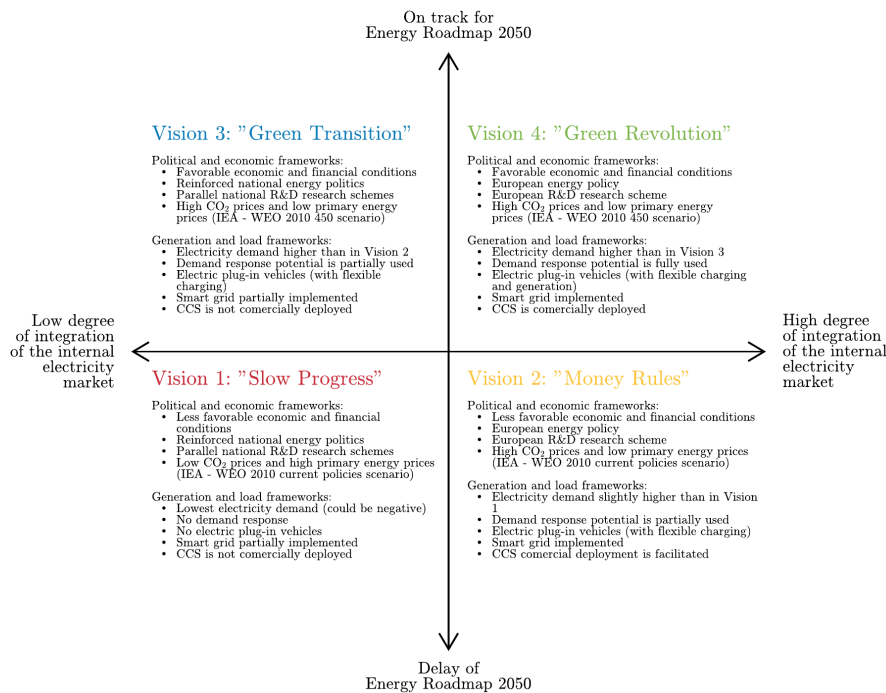 On track for
Energy Roadmap 2050
Vision 3: "Green Transition"
Political and economic frameworks:
• Favorable economic and financial conditions
• Reinforced national energy politics
• Parallel national R&D research schemes
• High CO2 prices and low primary energy
prices (IEA - WEO 2010 450 scenario)
Generation and load frameworks:
• Electricity demand higher than in Vision 2
• Demand response potential is partially used
• Electric plug-in vehicles (with flexible
charging)
• Smart grid partially implemented
• CCS is not comercially deployed
Vision 4: "Green Revolution"
Political and economic frameworks:
• Favorable economic and financial conditions
• European energy policy
• European R&D research scheme
• High CO2 prices and low primary energy
prices (IEA - WEO 2010 450 scenario)
Generation and load frameworks:
• Electricity demand higher than in Vision 3
• Demand response potential is fully used
• Electric plug-in vehicles (with flexible charging
and generation)
• Smart grid implemented
• CCS is comercially deployed
Low degree
of integration
of the internal
electricity
market
High degree
of integration
of the internal
electricity
market
Vision 1: "Slow Progress"
Political and economic frameworks:
• Less favorable economic and financial
conditions
• Reinforced national energy politics
• Parallel national R&D research schemes
• Low CO2 prices and high primary energy prices
(IEA - WEO 2010 current policies scenario)
Generation and load frameworks:
• Lowest electricity demand (could be negative)
• No demand response
• No electric plug-in vehicles
• Smart grid partially implemented
• CCS is not comercially deployed
Vision 2: "Money Rules"
Political and economic frameworks:
• Less favorable economic and financial conditions
• European energy policy
• European R&D research scheme
• High CO2 prices and low primary energy prices
(IEA - WEO 2010 current policies scenario)
Generation and load frameworks:
• Electricity demand slightly higher than in Vision
1
• Demand response potential is partially used
• Electric plug-in vehicles (with flexible charging)
• Smart grid implemented
• CCS comercial deployment is facilitated
Delay of
Energy Roadmap 2050